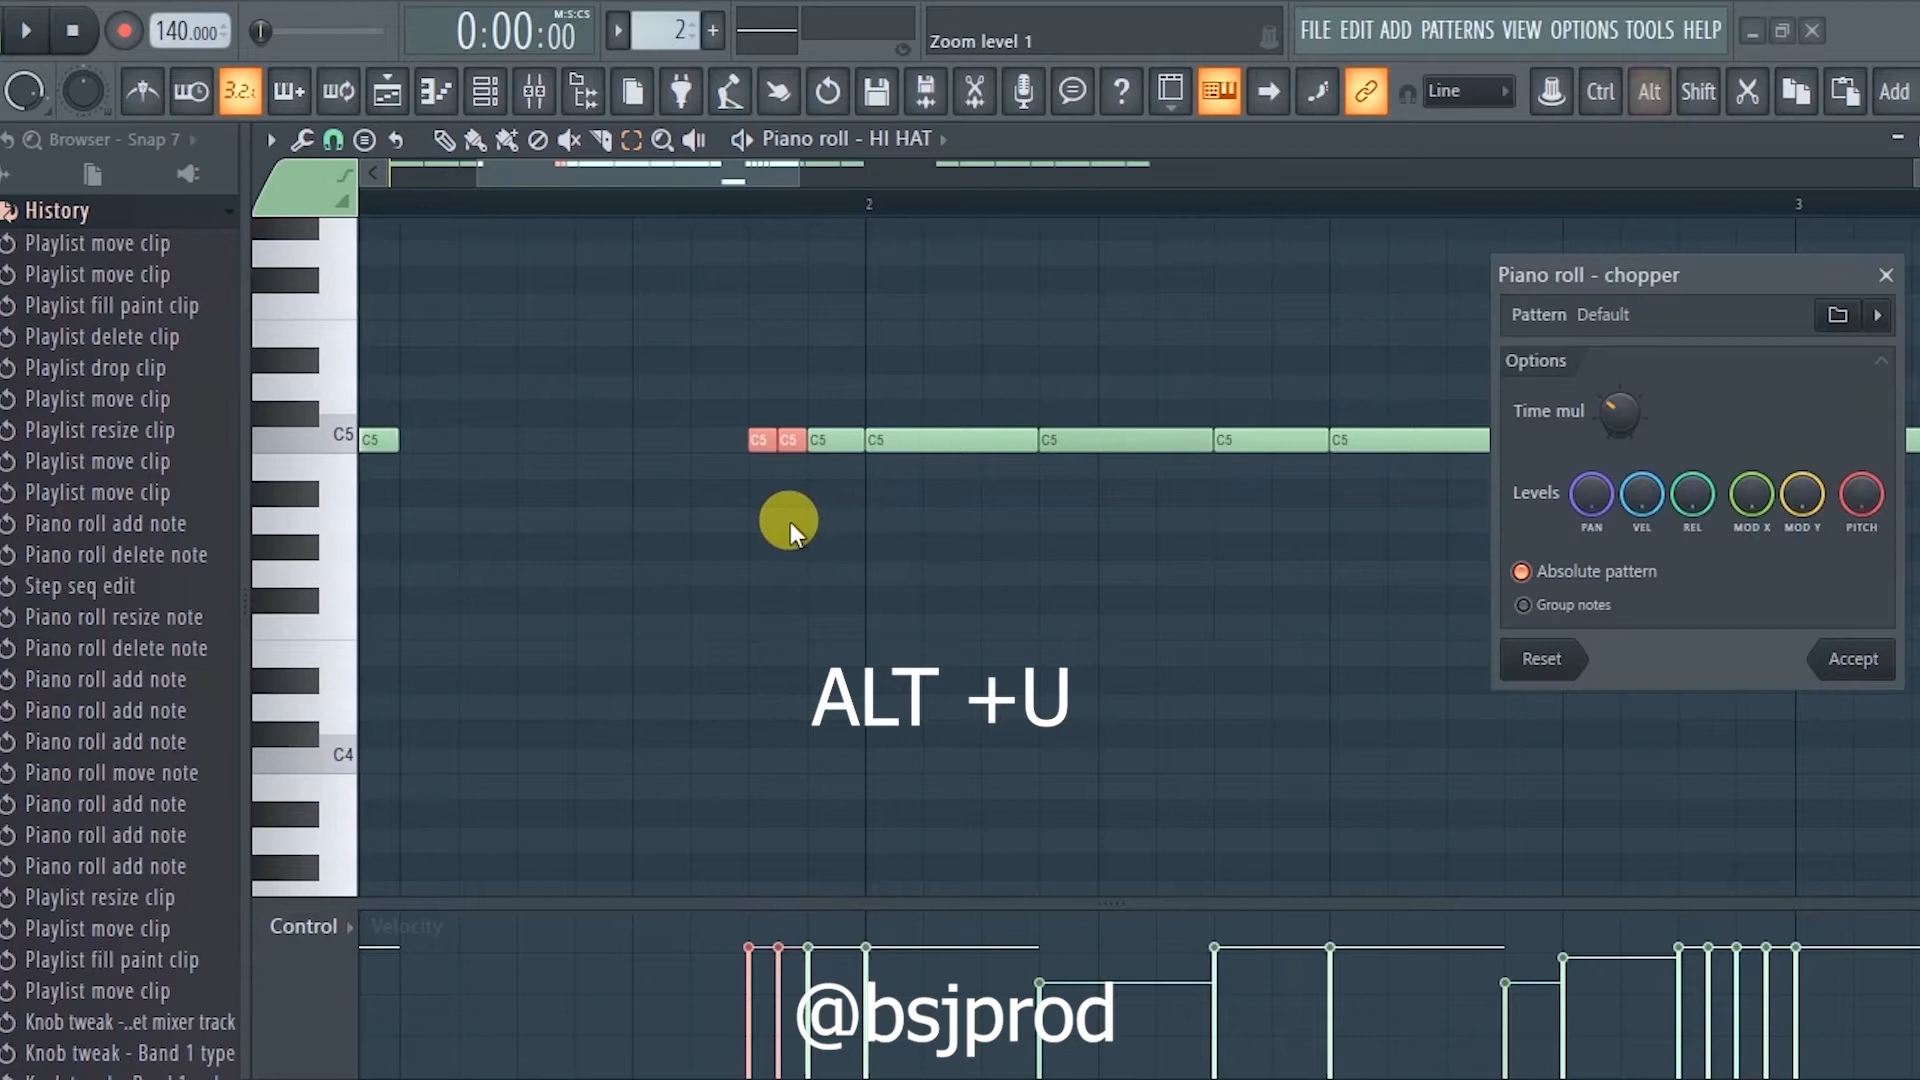 140.000
0:00:00
M:S:CS
2
Zoom level 1
FILE EDIT ADD PATTERNS VIEW OPTIONS TOOLS HELP
3.2.
Line
Ctrl
Alt
Shift
Add
Browser - Snap 7
Piano roll - HI HAT
History
Playlist move clip
Playlist move clip
Playlist fill paint clip
Playlist delete clip
Playlist drop clip
Playlist move clip
Playlist resize clip
Playlist move clip
Playlist move clip
Piano roll add note
Piano roll delete note
Step seq edit
Piano roll resize note
Piano roll delete note
Piano roll add note
Piano roll add note
Piano roll add note
Piano roll move note
Piano roll add note
Piano roll add note
Piano roll add note
Playlist resize clip
Playlist move clip
Playlist fill paint clip
Playlist move clip
Knob tweak -..et mixer track
Knob tweak - Band 1 type
2
3
C5
C5
C5
C5
C5
C5
C5
C5
C5
C4
Piano roll - chopper
Pattern Default
Options
Time mul
Levels
PAN
VEL
REL
MOD X
MOD Y
PITCH
Absolute pattern
Group notes
Reset
Accept
ALT +U
Control
Velocity
@bsjprod